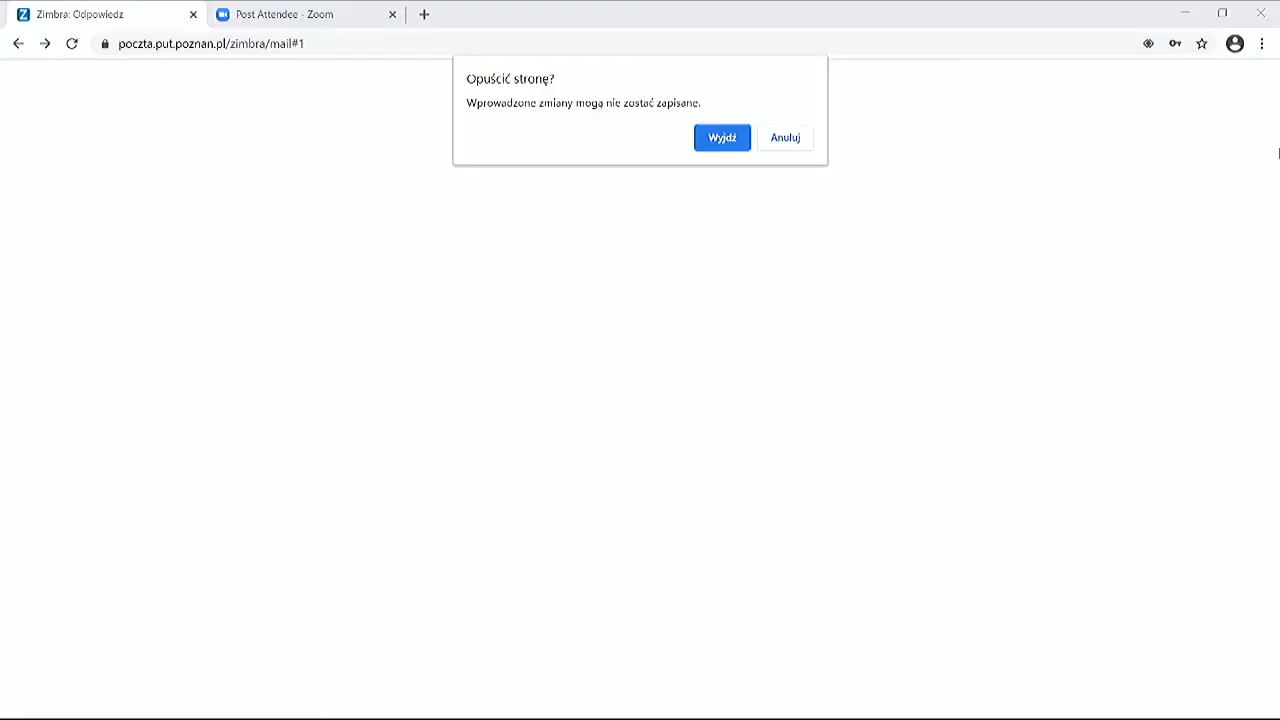 Zimbra: Odpowiedz
Post Attendee - Zoom
poczta.put.poznan.pl/zimbra/mail#1
Opuścić stronę?
Wprowadzone zmiany mogą nie zostać zapisane.
Wyjdź
Anuluj